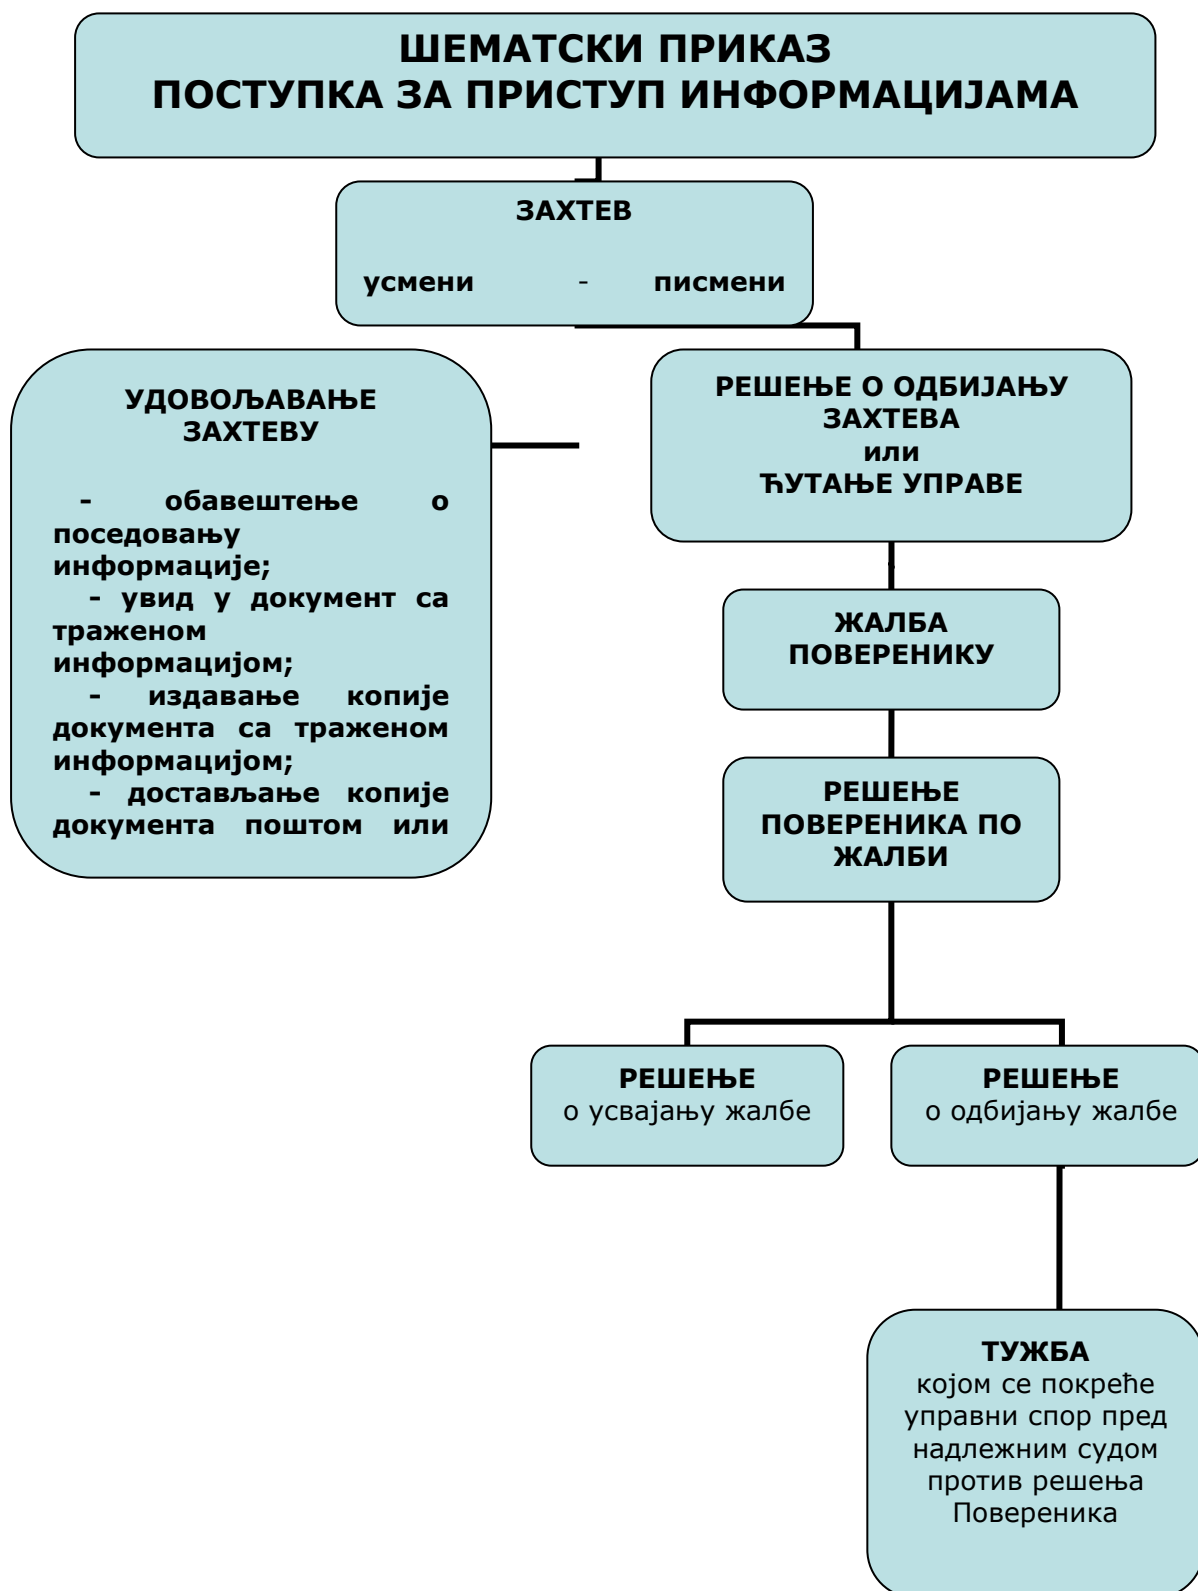 ШЕМАТСКИ ПРИКАЗ
ПОСТУПКА ЗА ПРИСТУП ИНФОРМАЦИЈАМА
ЗАХТЕВ
усмени - писмени
УДОВОЉАВАЊЕ
ЗАХТЕВУ
- обавештење о
поседовању
информације;
- увид у документ са
траженом
информацијом;
- издавање копије
документа са траженом
информацијом;
- достављање копије
документа поштом или
РЕШЕЊЕ О ОДБИЈАЊУ
ЗАХТЕВА
или
ЋУТАЊЕ УПРАВЕ
ЖАЛБА
ПОВЕРЕНИКУ
РЕШЕЊЕ
ПОВЕРЕНИКА ПО
ЖАЛБИ
РЕШЕЊЕ
о усвајању жалбе
РЕШЕЊЕ
о одбијању жалбе
ТУЖБА
којом се покреће
управни спор пред
надлежним судом
против решења
Повереника